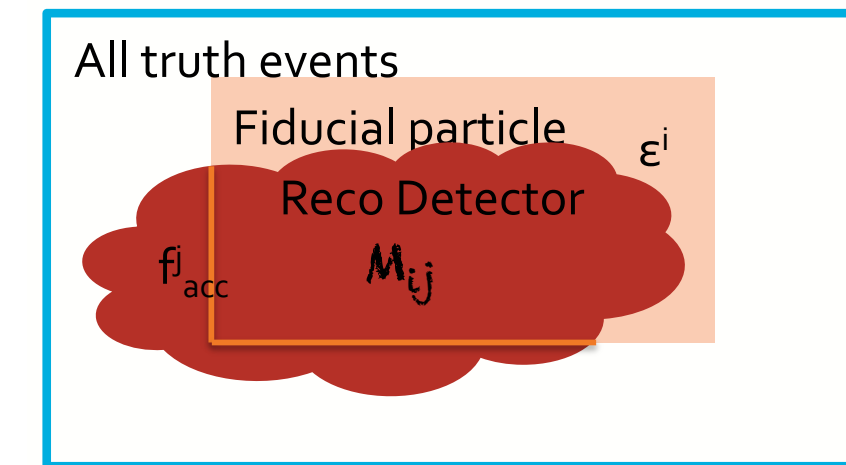 All truth events
Fiducial particle
εⁱ
Reco Detector
fʲacc
Mij